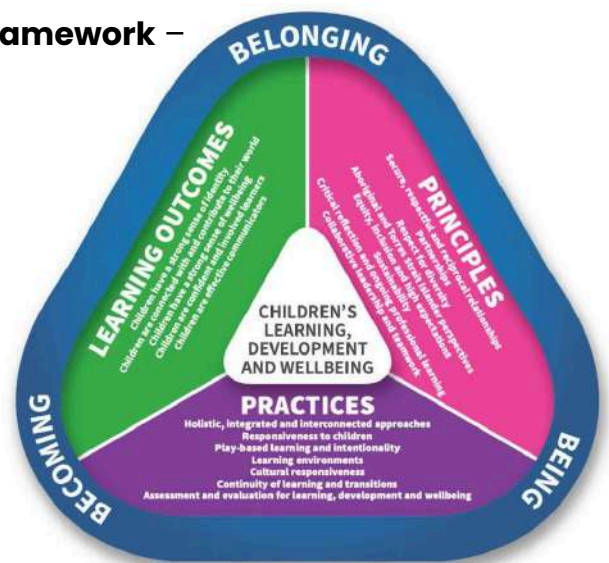 amework –
BELONGING
LEARNING OUTCOMES
Children have a strong sense of identity
Children are connected with and contribute to their world
Children have a strong sense of wellbeing
Children are confident and involved learners
Children are effective communicators
PRINCIPLES
Secure, respectful and reciprocal relationships
Partnerships
Respect for diversity
Aboriginal and Torres Strait Islander perspectives
Equity, inclusion and high expectations
Sustainability
Critical reflection and ongoing professional learning
Collaborative leadership and teamwork
CHILDREN'S
LEARNING,
DEVELOPMENT
AND WELLBEING
PRACTICES
Holistic, integrated and interconnected approaches
Responsiveness to children
Play-based learning and intentionality
Learning environments
Cultural responsiveness
Continuity of learning and transitions
Assessment and evaluation for learning, development and wellbeing
BECOMING
BEING